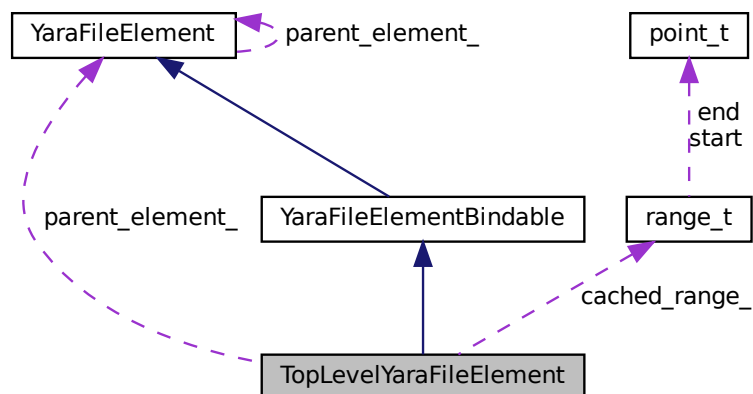 YaraFileElement
parent_element_
point_t
end
start
parent_element_
YaraFileElementBindable
range_t
cached_range_
TopLevelYaraFileElement